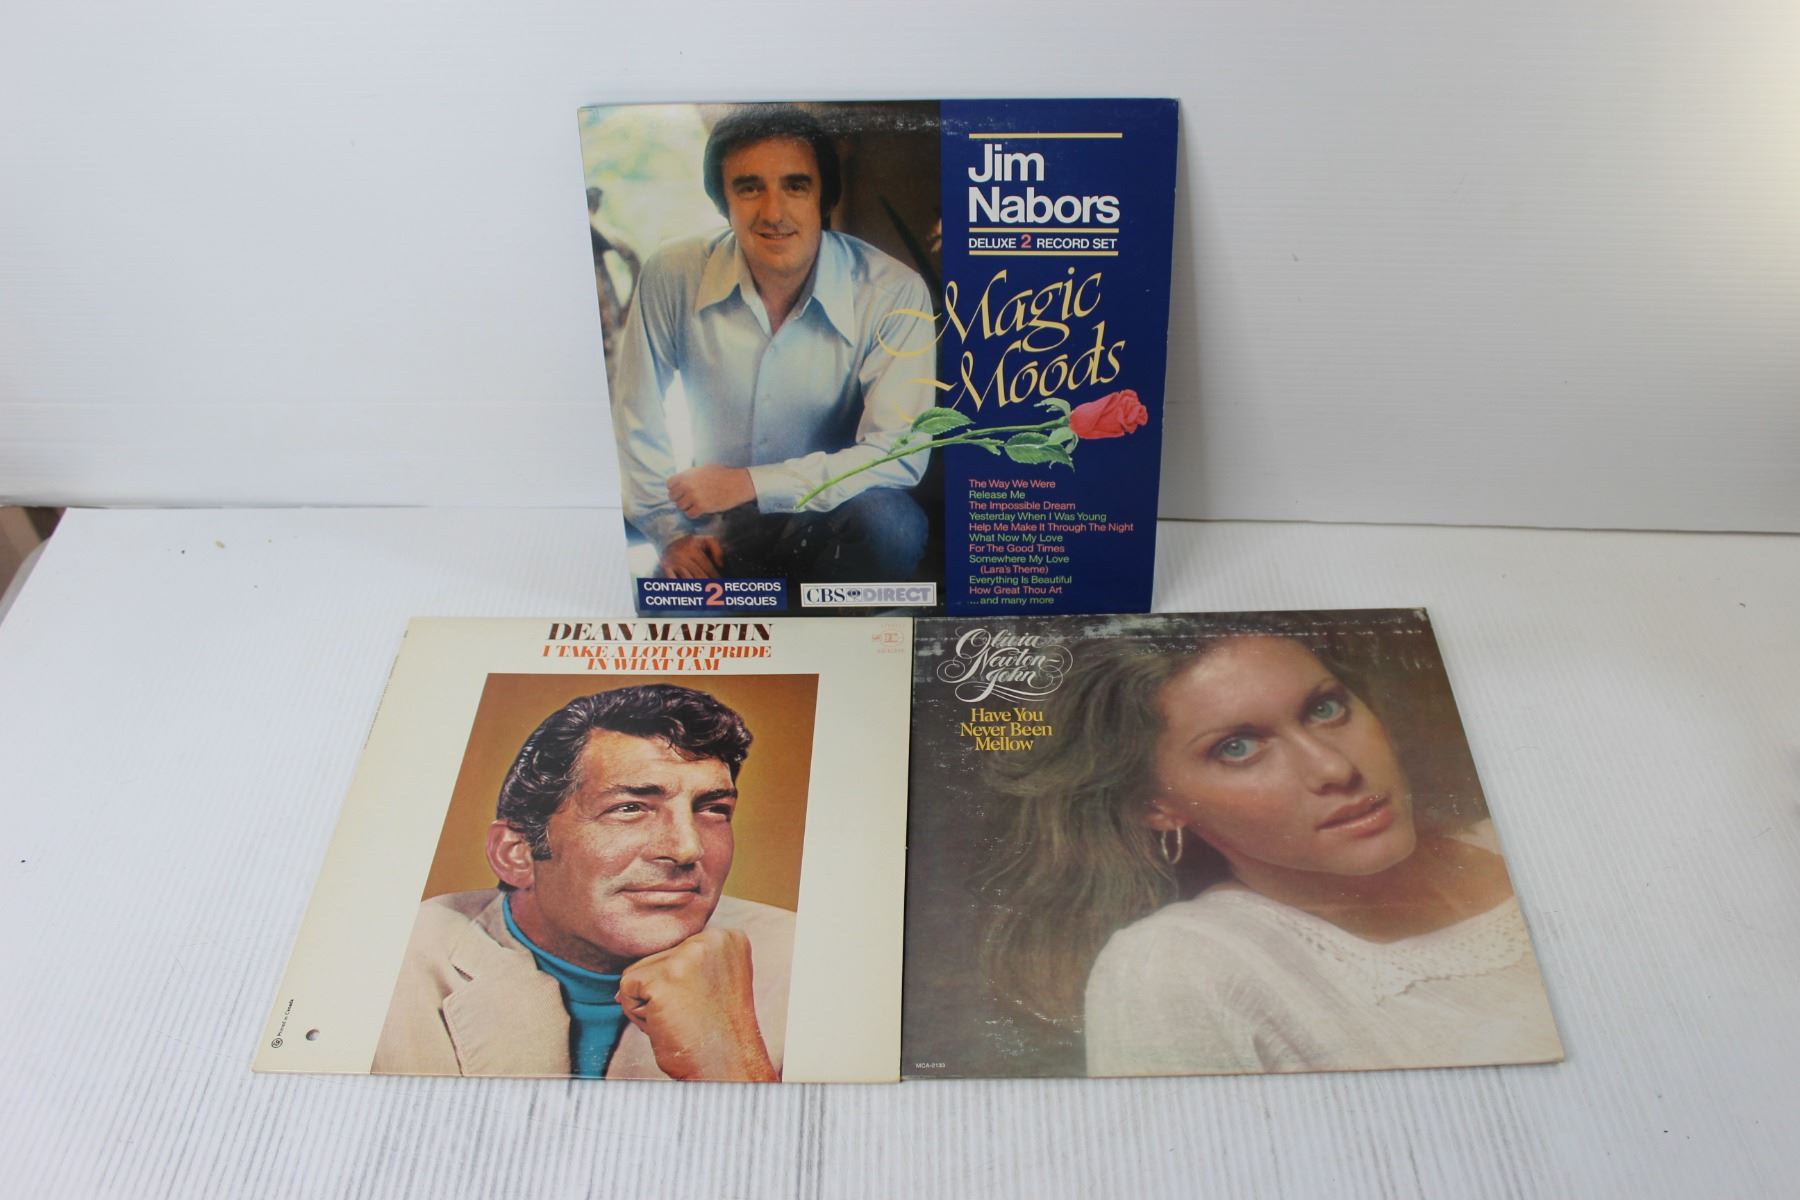 Jim
Nabors
DELUXE 2 RECORD SET
Magic
Moods
The Way We Were
Release Me
The Impossible Dream
Yesterday When I Was Young
Help Me Make It Through The Night
What Now My Love
For The Good Times
Somewhere My Love
(Lara's Theme)
Everything Is Beautiful
How Great Thou Art
...and many more
CONTAINS 2 RECORDS
CONTIENT 2 DISQUES
CBS DIRECT
DEAN MARTIN
I TAKE A LOT OF PRIDE
IN WHAT I AM
Printed in Canada
Olivia
Newton-
John
Have You
Never Been
Mellow
MCA-2133